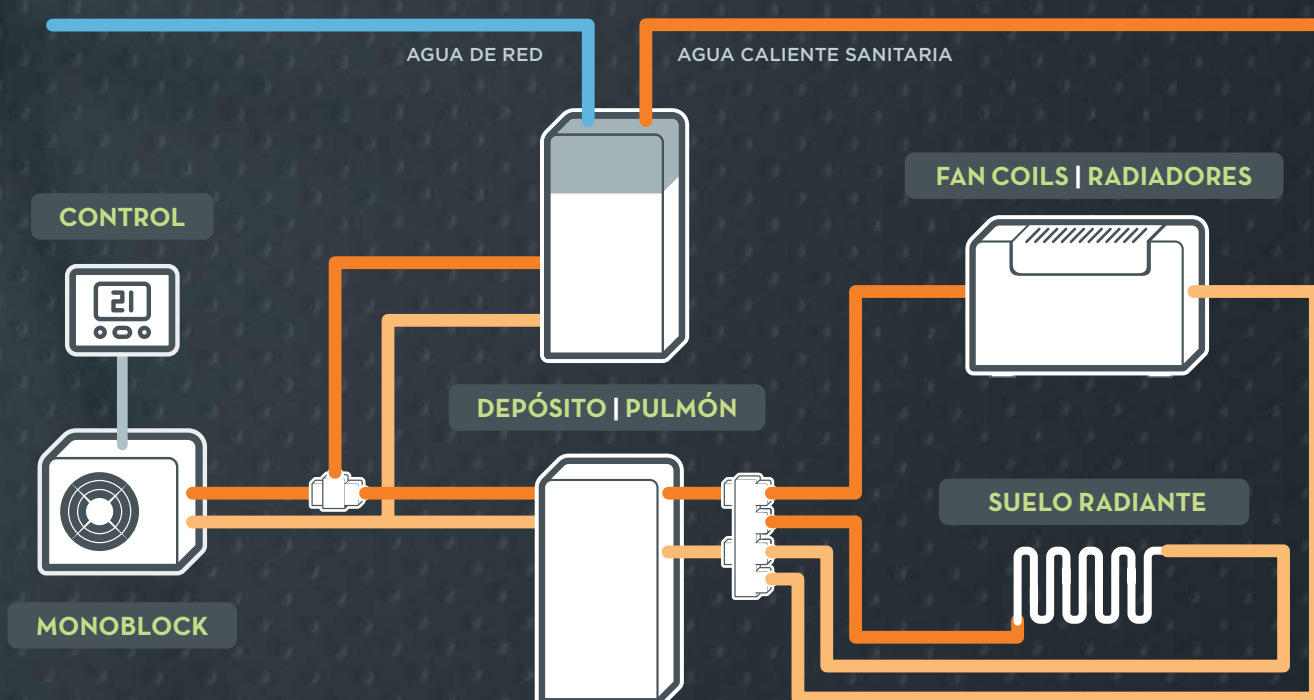 AGUA DE RED
AGUA CALIENTE SANITARIA
FAN COILS | RADIADORES
CONTROL
21
DEPÓSITO | PULMÓN
SUELO RADIANTE
MONOBLOCK